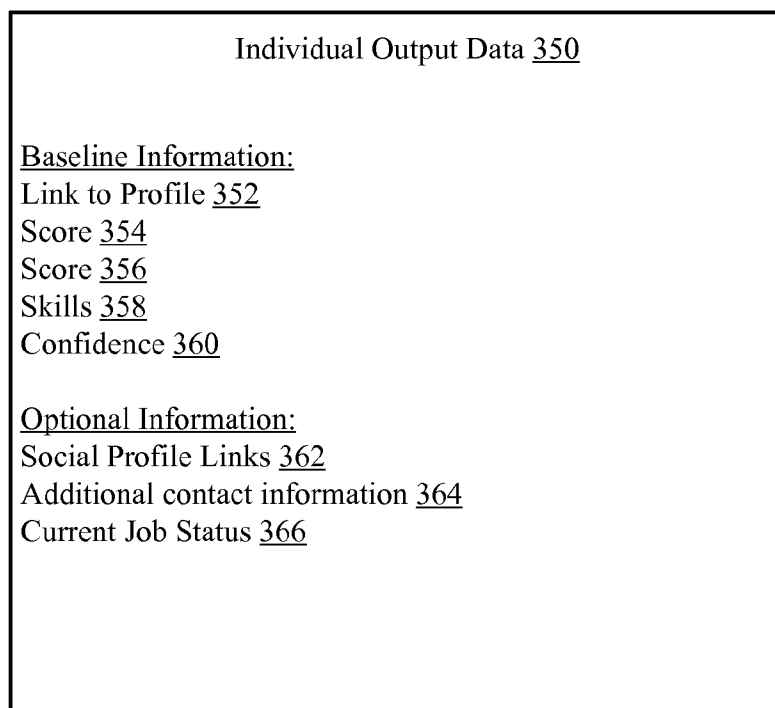 Individual Output Data 350
Baseline Information:
Link to Profile 352
Score 354
Score 356
Skills 358
Confidence 360
Optional Information:
Social Profile Links 362
Additional contact information 364
Current Job Status 366